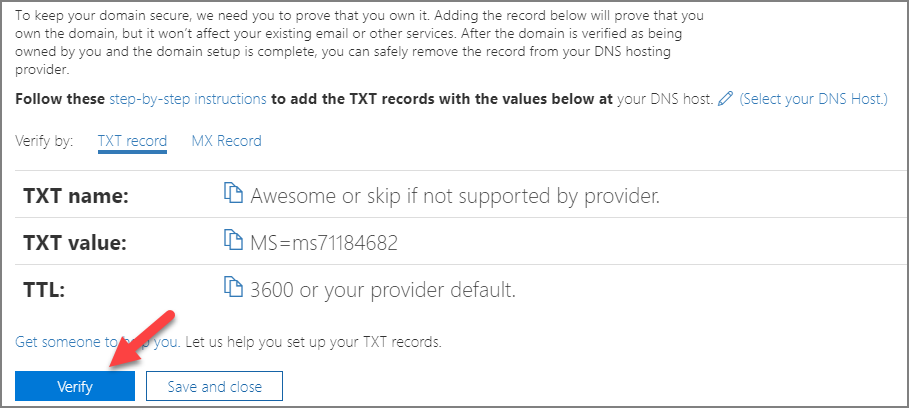 To keep your domain secure, we need you to prove that you own it. Adding the record below will prove that you
own the domain, but it won't affect your existing email or other services. After the domain is verified as being
owned by you and the domain setup is complete, you can safely remove the record from your DNS hosting
provider.
Follow these step-by-step instructions to add the TXT records with the values below at your DNS host. (Select your DNS Host.)
Verify by: TXT record MX Record
TXT name: Awesome or skip if not supported by provider.
TXT value: MS=ms71184682
TTL: 3600 or your provider default.
Get someone to help you. Let us help you set up your TXT records.
Verify Save and close